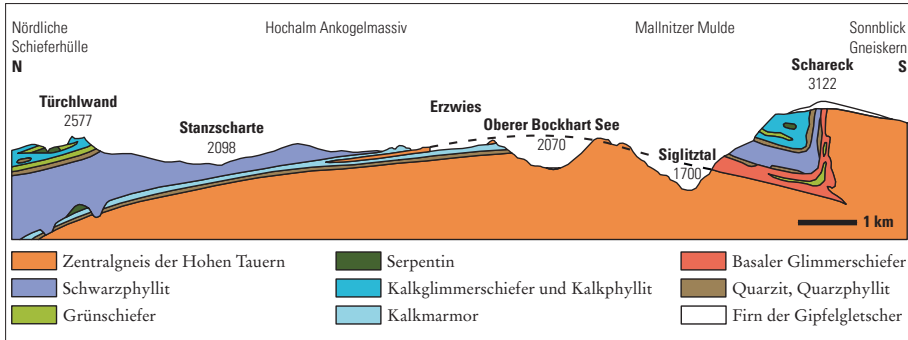 Nördliche
Schieferhülle
N
Hochalm Ankogelmassiv
Mallnitzer Mulde
Sonnblick
Gneiskern
S
Schareck
3122
Türchlwand
2577
Stanzscharte
2098
Erzwies
Oberer Bockhart See
2070
Siglitztal
1700
1 km
Zentralgneis der Hohen Tauern
Serpentin
Basaler Glimmerschiefer
Schwarzphyllit
Kalkglimmerschiefer und Kalkphyllit
Quarzit, Quarzphyllit
Grünschiefer
Kalkmarmor
Firn der Gipfelgletscher